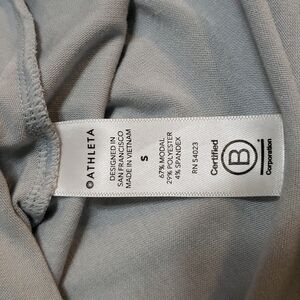 ATHLETA
DESIGNED IN
SAN FRANCISCO
MADE IN VIETNAM
S
67% MODAL
29% POLYESTER
4% SPANDEX
RN 54023
Certified
B
Corporation